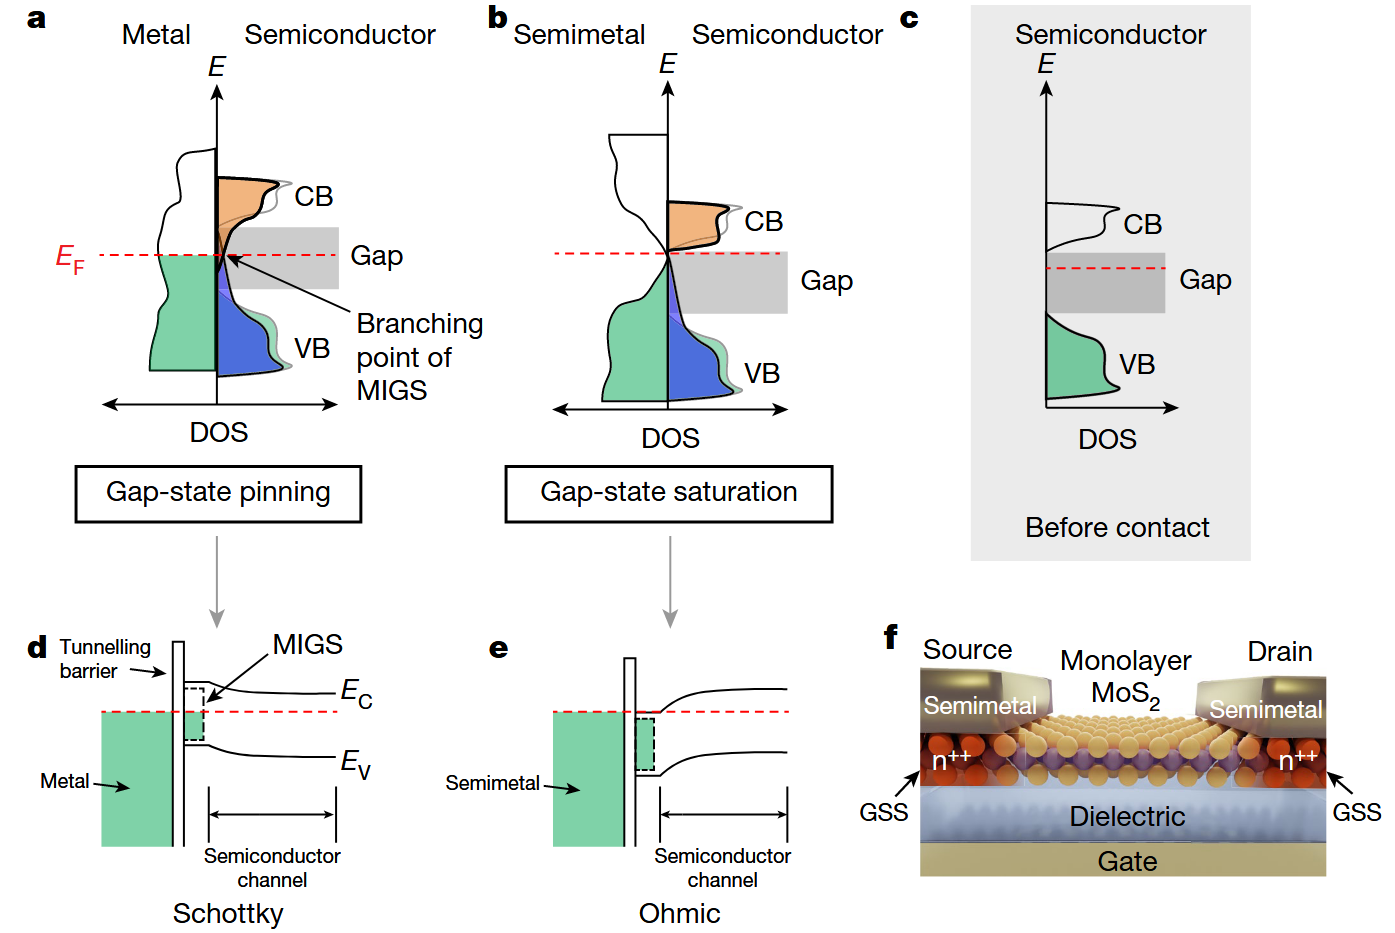 a
Metal
Semiconductor
E
CB
E_F
Gap
Branching
point of
MIGS
VB
DOS
Gap-state pinning
b
Semimetal
Semiconductor
E
CB
Gap
VB
DOS
Gap-state saturation
c
Semiconductor
E
CB
Gap
VB
DOS
Before contact
d
Tunnelling
barrier
MIGS
E_C
E_V
Metal
Semiconductor
channel
Schottky
e
Semimetal
Semiconductor
channel
Ohmic
f
Source
Monolayer
MoS₂
Drain
Semimetal
Semimetal
n⁺⁺
n⁺⁺
GSS
GSS
Dielectric
Gate